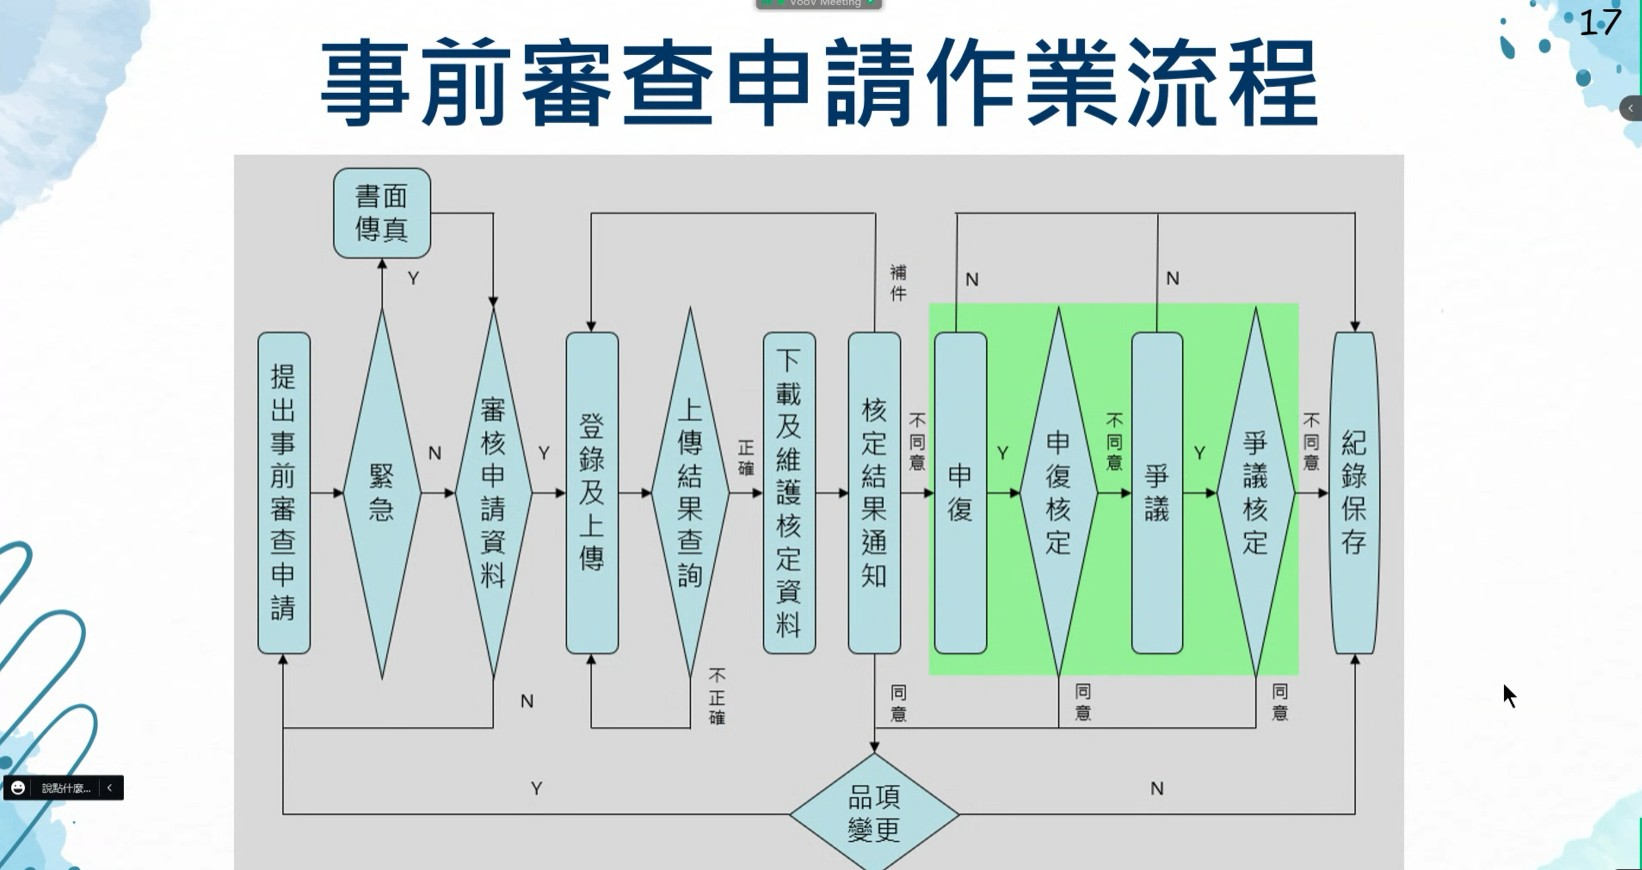 VooV Meeting
17
事前審查申請作業流程
書面
傳真
Y
補件
N
N
提出事前審查申請
緊急
N
審核申請資料
Y
登錄及上傳
上傳結果查詢
正確
下載及維護核定資料
核定結果通知
不同意
申復
Y
申復核定
不同意
爭議
Y
爭議核定
不同意
紀錄保存
N
不正確
同意
同意
同意
Y
N
品項
變更
說點什麼...